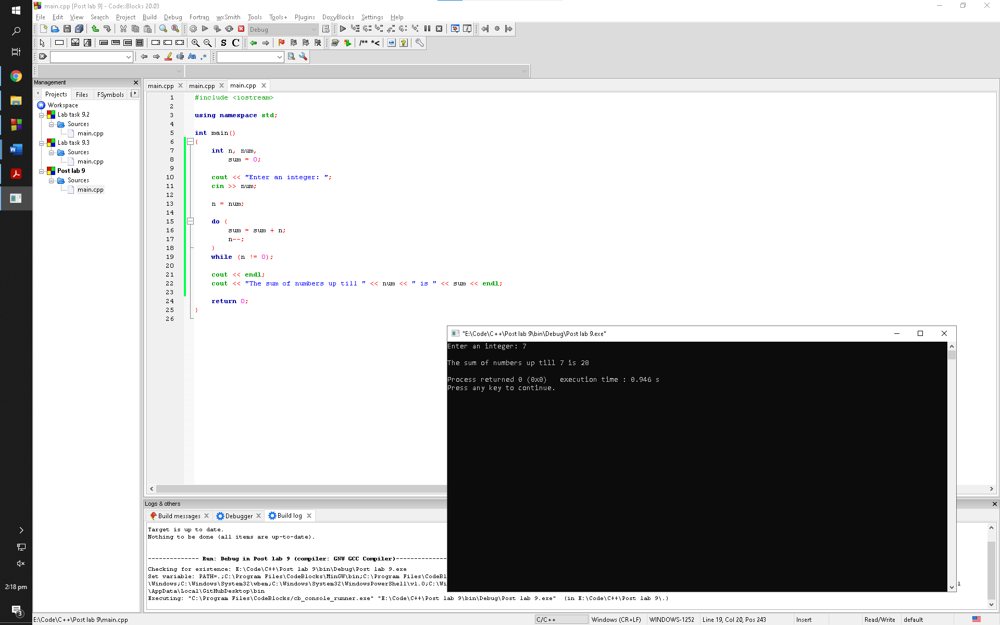 main.cpp [Post lab 9] - Code::Blocks 20.03
File Edit View Search Project Build Debug Fortran wxSmith Tools Tools+ Plugins DoxyBlocks Settings Help
Debug
S C
/** *<
Aa .*
Management
Projects Files FSymbols
Workspace
Lab task 9.2
Sources
main.cpp
Lab task 9.3
Sources
main.cpp
Post lab 9
Sources
main.cpp
main.cpp main.cpp main.cpp
1 #include <iostream>
2
3 using namespace std;
4
5 int main()
6 {
7 int n, num,
8 sum = 0;
9
10 cout << "Enter an integer: ";
11 cin >> num;
12
13 n = num;
14
15 do {
16 sum = sum + n;
17 n--;
18 }
19 while (n != 0);
20
21 cout << endl;
22 cout << "The sum of numbers up till " << num << " is " << sum << endl;
23
24 return 0;
25 }
26
"E:\Code\C++\Post lab 9\bin\Debug\Post lab 9.exe"
Enter an integer: 7
The sum of numbers up till 7 is 28
Process returned 0 (0x0) execution time : 0.946 s
Press any key to continue.
Logs & others
Build messages Debugger Build log
Target is up to date.
Nothing to be done (all items are up-to-date).
-------------- Run: Debug in Post lab 9 (compiler: GNU GCC Compiler)---------------
Checking for existence: E:\Code\C++\Post lab 9\bin\Debug\Post lab 9.exe
Set variable: PATH=.;C:\Program Files\CodeBlocks\MinGW\bin;C:\Program Files\CodeBl
\Windows;C:\Windows\System32\wbem;C:\Windows\System32\WindowsPowerShell\v1.0;C:\Wi
\AppData\Local\GitHubDesktop\bin
Executing: "C:\Program Files\CodeBlocks/cb_console_runner.exe" "E:\Code\C++\Post lab 9\bin\Debug\Post lab 9.exe" (in E:\Code\C++\Post lab 9\.)
2:18 pm
3
E:\Code\C++\Post lab 9\main.cpp C/C++ Windows (CR+LF) WINDOWS-1252 Line 19, Col 20, Pos 243 Insert Read/Write default